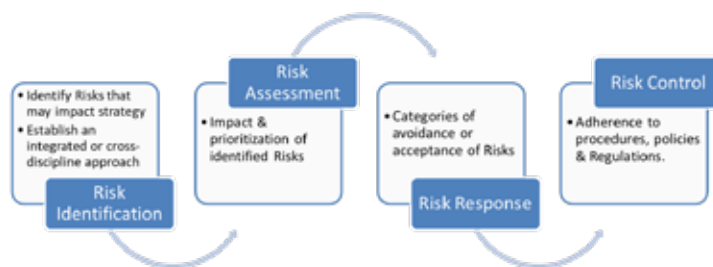 • Identify Risks that
may impact strategy
• Establish an
integrated or cross-
discipline approach
Risk
Identification
Risk
Assessment
• Impact &
prioritization of
identified Risks
• Categories of
avoidance or
acceptance of Risks
Risk Response
Risk Control
• Adherence to
procedures, policies
& Regulations.